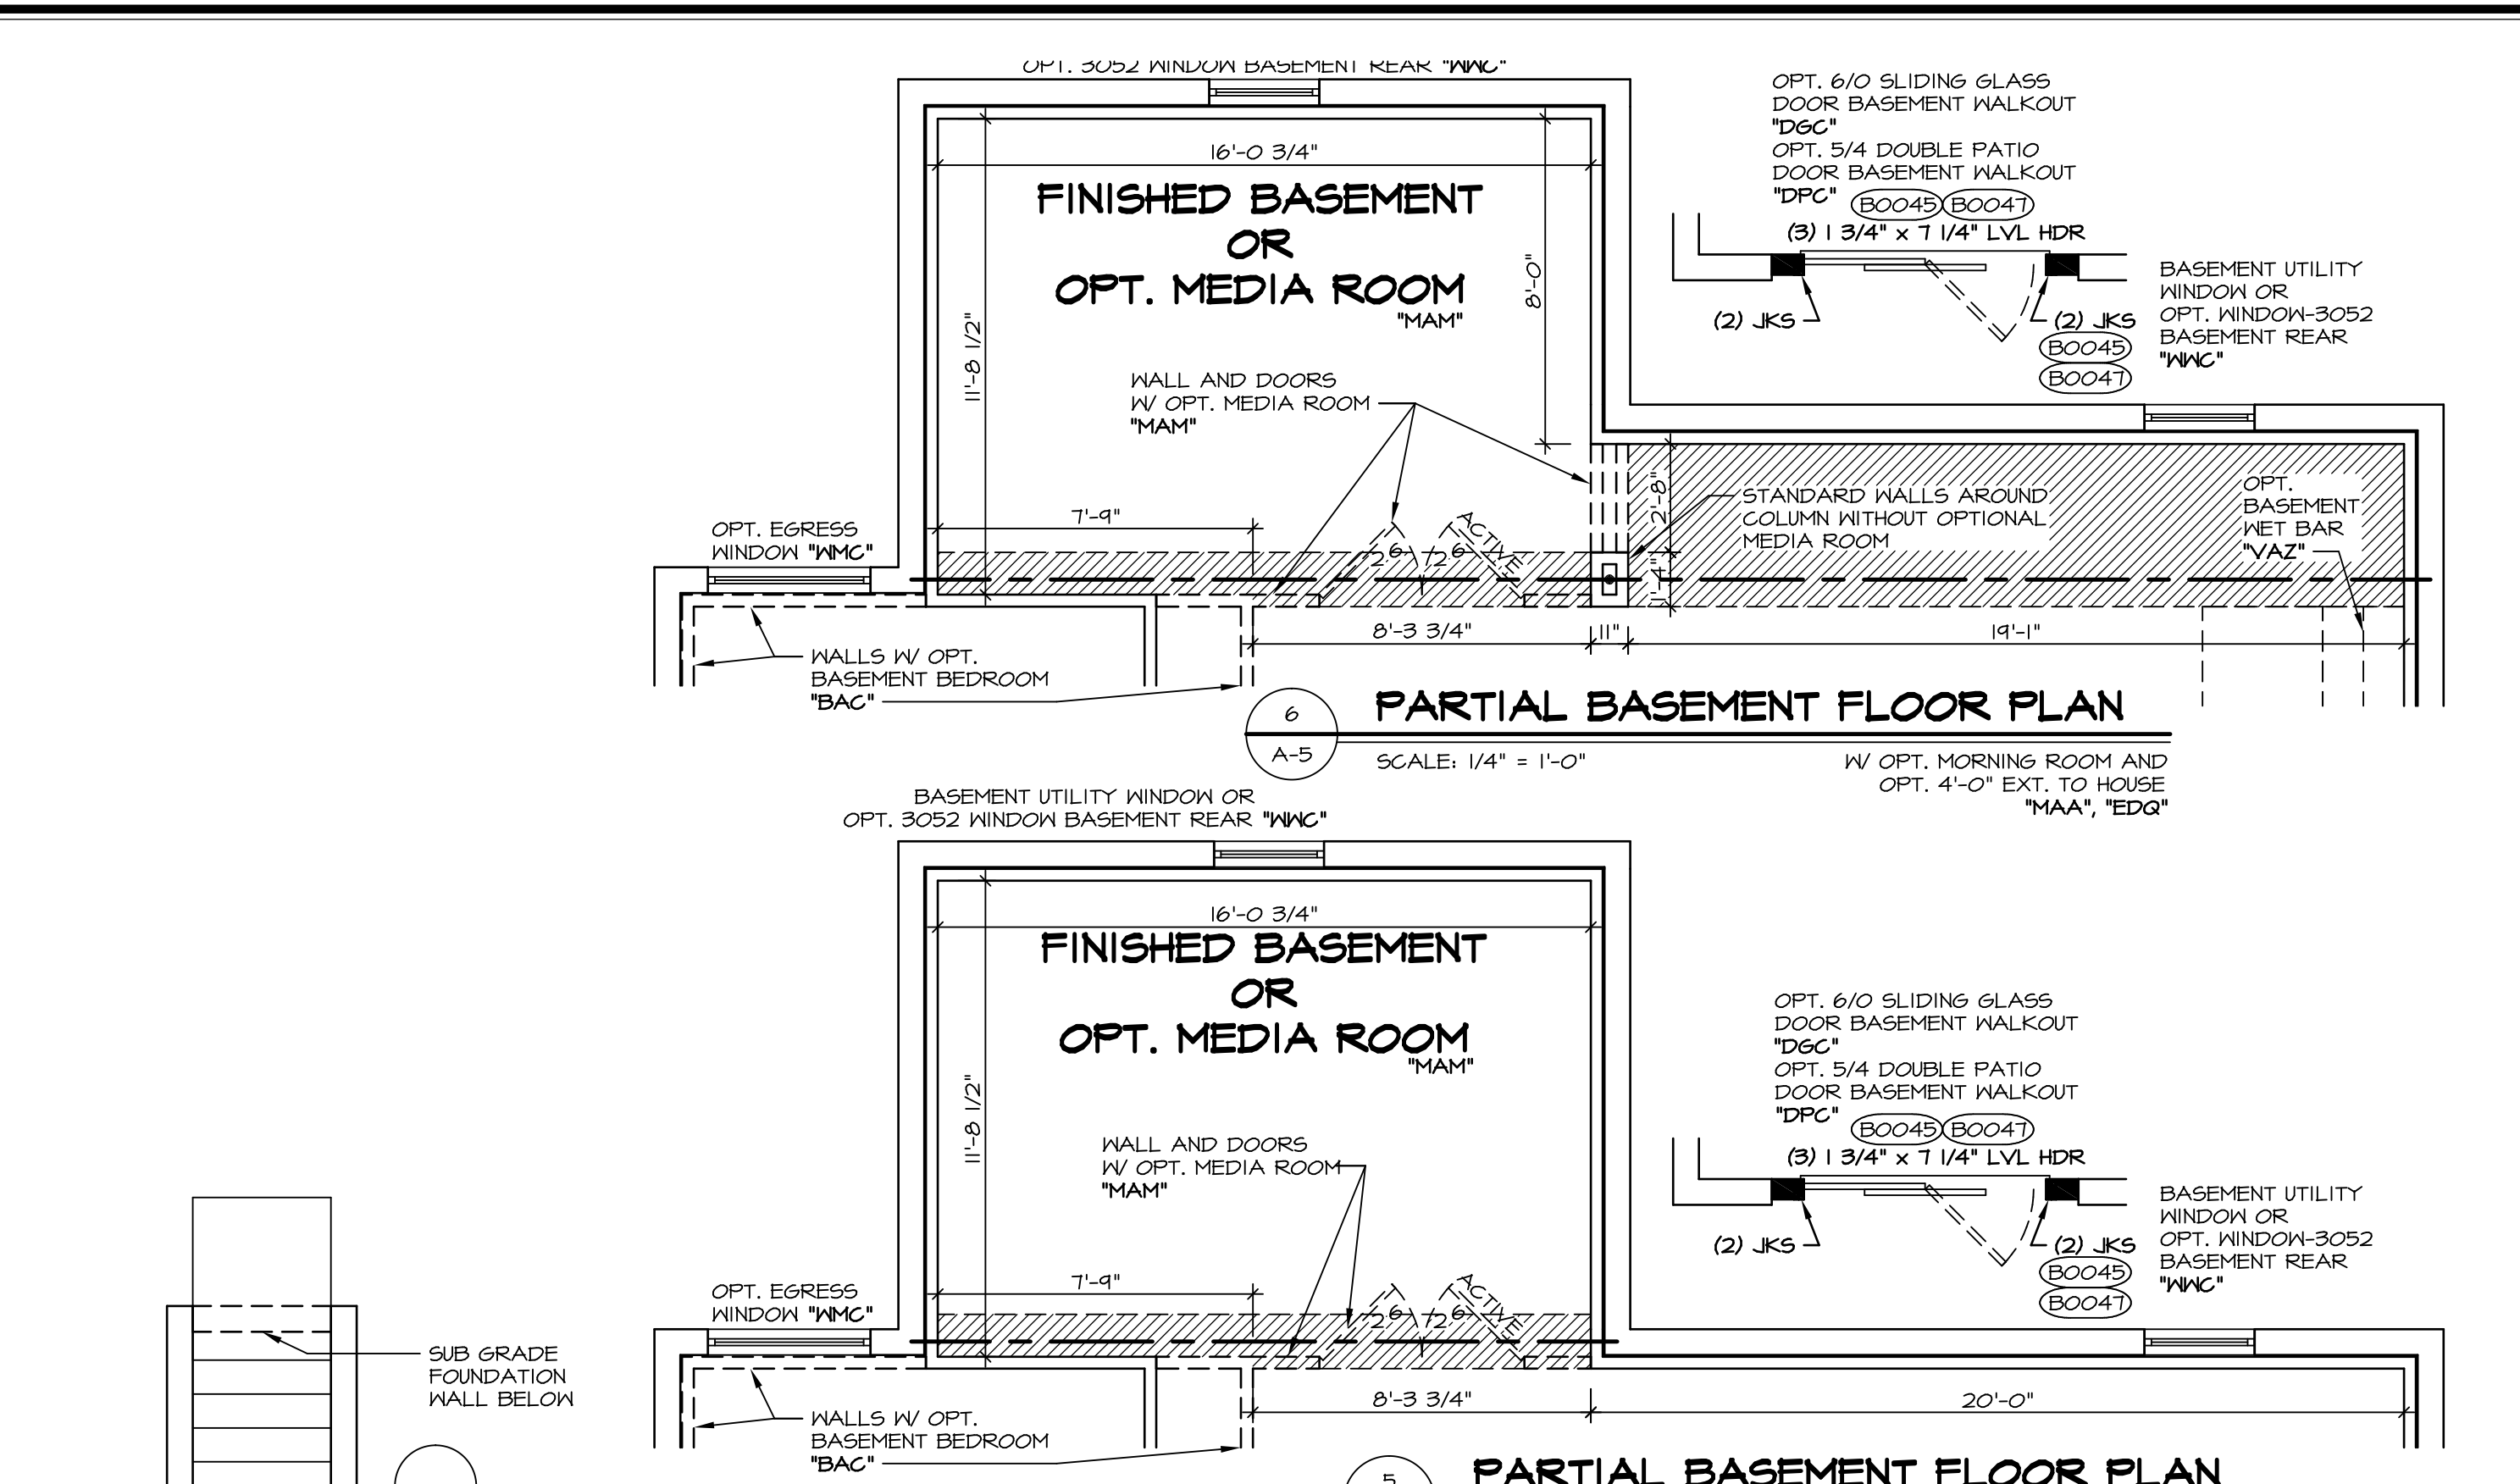 OPT. 3052 WINDOW BASEMENT REAR "WWC"
16'-0 3/4"
FINISHED BASEMENT
OR
OPT. MEDIA ROOM
"MAM"
11'-8 1/2"
8'-0"
WALL AND DOORS
W/ OPT. MEDIA ROOM
"MAM"
OPT. 6/0 SLIDING GLASS
DOOR BASEMENT WALKOUT
"DGC"
OPT. 5/4 DOUBLE PATIO
DOOR BASEMENT WALKOUT
"DPC" B0045 B0047
(3) 1 3/4" x 7 1/4" LVL HDR
(2) JKS
(2) JKS
B0045
B0047
BASEMENT UTILITY
WINDOW OR
OPT. WINDOW-3052
BASEMENT REAR
"WWC"
OPT. EGRESS
WINDOW "WMC"
7'-9"
2 6
2 6
ACTIVE
2'-8"
1'-4"
STANDARD WALLS AROUND
COLUMN WITHOUT OPTIONAL
MEDIA ROOM
OPT.
BASEMENT
WET BAR
"VAZ"
8'-3 3/4"
11"
19'-1"
WALLS W/ OPT.
BASEMENT BEDROOM
"BAC"
6
A-5
PARTIAL BASEMENT FLOOR PLAN
SCALE: 1/4" = 1'-0"
W/ OPT. MORNING ROOM AND
OPT. 4'-0" EXT. TO HOUSE
"MAA", "EDQ"
BASEMENT UTILITY WINDOW OR
OPT. 3052 WINDOW BASEMENT REAR "WWC"
16'-0 3/4"
FINISHED BASEMENT
OR
OPT. MEDIA ROOM
"MAM"
11'-8 1/2"
WALL AND DOORS
W/ OPT. MEDIA ROOM
"MAM"
OPT. 6/0 SLIDING GLASS
DOOR BASEMENT WALKOUT
"DGC"
OPT. 5/4 DOUBLE PATIO
DOOR BASEMENT WALKOUT
"DPC" B0045 B0047
(3) 1 3/4" x 7 1/4" LVL HDR
(2) JKS
(2) JKS
B0045
B0047
BASEMENT UTILITY
WINDOW OR
OPT. WINDOW-3052
BASEMENT REAR
"WWC"
OPT. EGRESS
WINDOW "WMC"
7'-9"
2 6
2 6
ACTIVE
8'-3 3/4"
20'-0"
WALLS W/ OPT.
BASEMENT BEDROOM
"BAC"
SUB GRADE
FOUNDATION
WALL BELOW
5
PARTIAL BASEMENT FLOOR PLAN